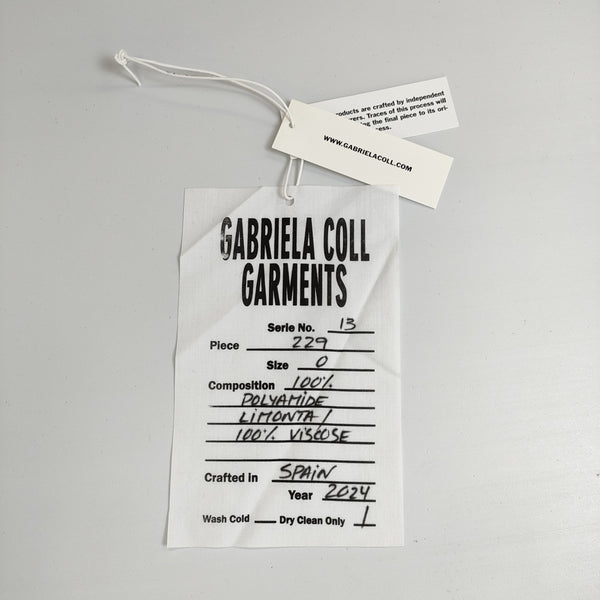 products are crafted by independent
ers. Traces of this process will
ing the final piece to its ori-
cess.
WWW.GABRIELACOLL.COM
GABRIELA COLL
GARMENTS
Serie No. 13
Piece 229
Size 0
Composition 100%
POLYAMIDE
LIMONTA /
100% VISCOSE
Crafted in SPAIN
Year 2024
Wash Cold Dry Clean Only /